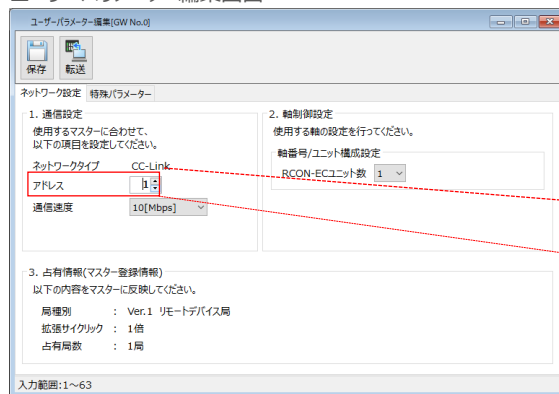 ユーザーパラメーター編集[GW No.0]
保存 転送
ネットワーク設定 特殊パラメーター
1. 通信設定
使用するマスターに合わせて、
以下の項目を設定してください。
ネットワークタイプ CC-Link
アドレス 1
通信速度 10[Mbps]
2. 軸制御設定
使用する軸の設定を行ってください。
軸番号/ユニット構成設定
RCON-ECユニット数 1
3. 占有情報(マスター登録情報)
以下の内容をマスターに反映してください。
局種別 : Ver.1 リモートデバイス局
拡張サイクリック : 1倍
占有局数 : 1局
入力範囲:1～63